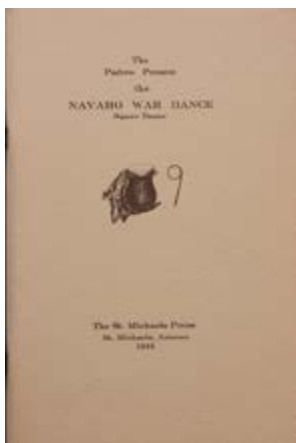 The
Padres Present
the
NAVAHO WAR DANCE
Squaw Dance
The St. Michaels Press
St. Michaels, Arizona